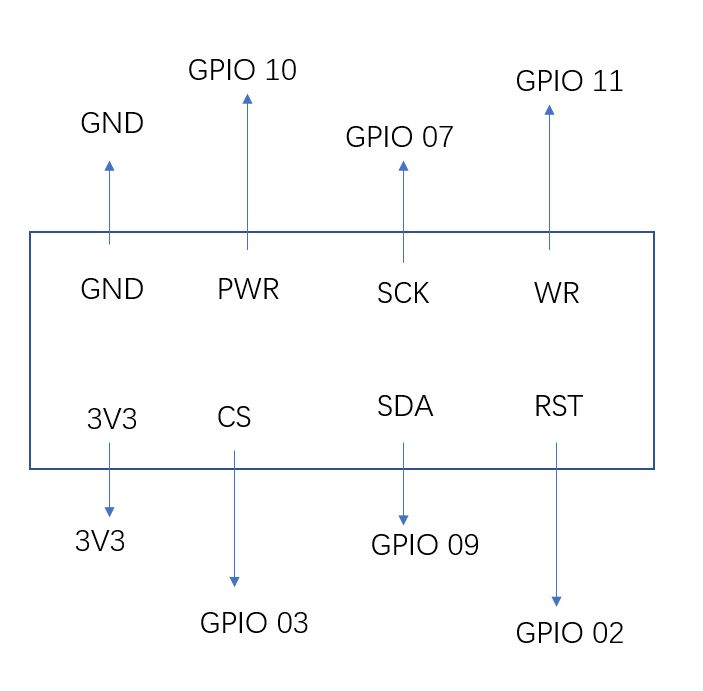 GPIO 10
GPIO 11
GND
GPIO 07
GND
PWR
SCK
WR
3V3
CS
SDA
RST
3V3
GPIO 09
GPIO 03
GPIO 02